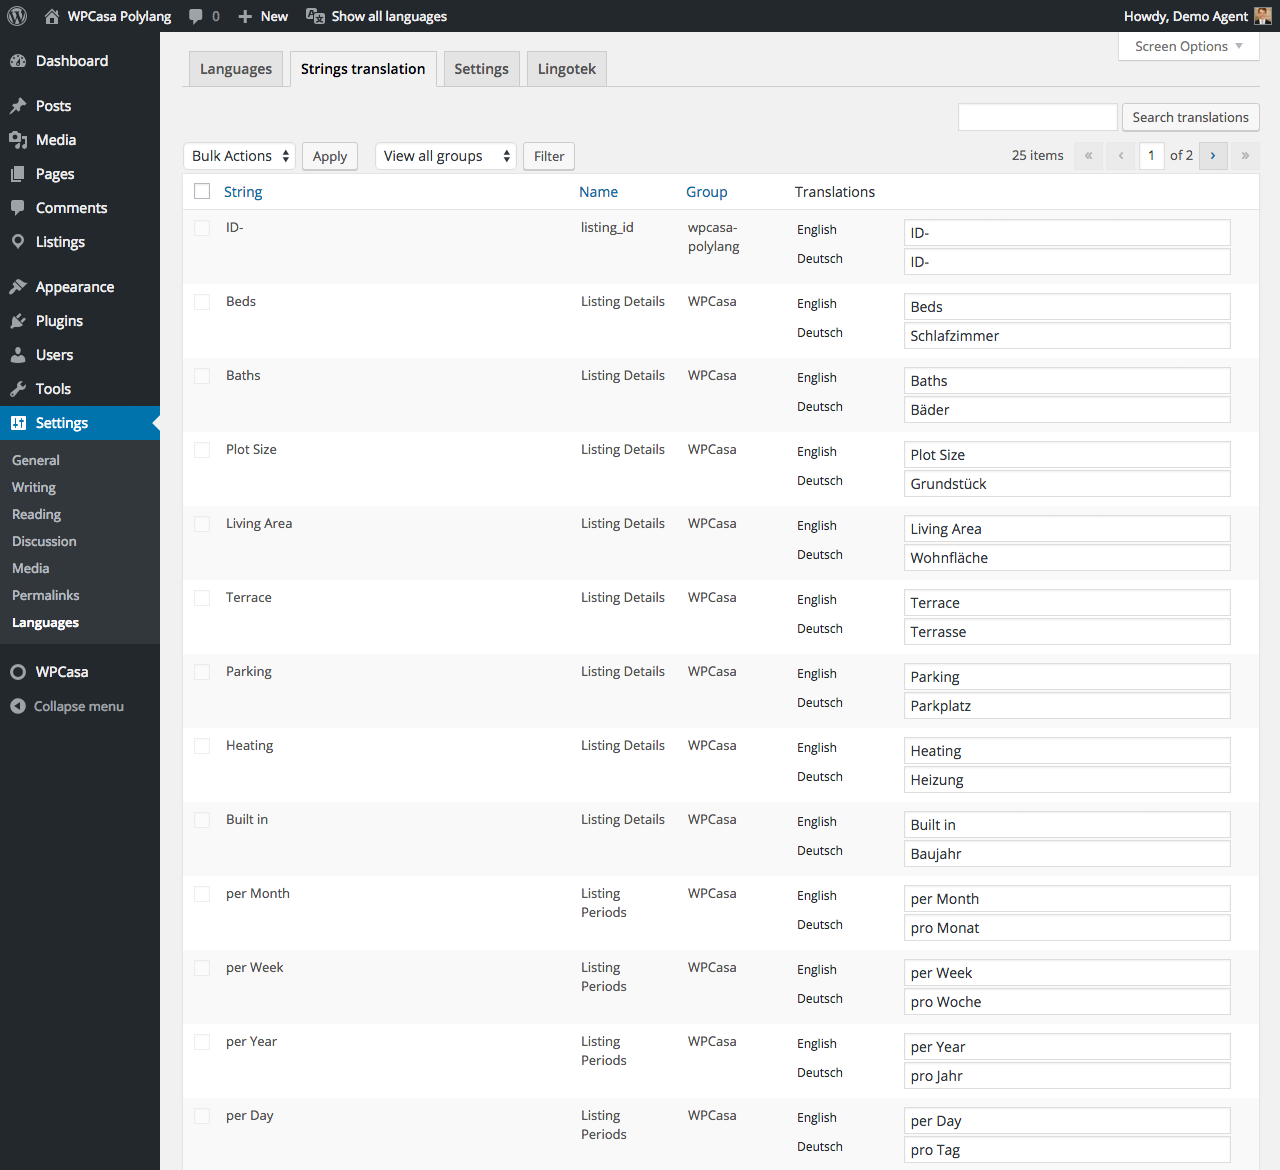 WPCasa Polylang 0 New Show all languages Howdy, Demo Agent
Screen Options
Dashboard
Posts
Media
Pages
Comments
Listings
Appearance
Plugins
Users
Tools
Settings
General
Writing
Reading
Discussion
Media
Permalinks
Languages
WPCasa
Collapse menu
Languages Strings translation Settings Lingotek
Search translations
Bulk Actions Apply View all groups Filter 25 items « ‹ 1 of 2 › »
String Name Group Translations
ID- listing_id wpcasa-polylang English ID-
Deutsch ID-
Beds Listing Details WPCasa English Beds
Deutsch Schlafzimmer
Baths Listing Details WPCasa English Baths
Deutsch Bäder
Plot Size Listing Details WPCasa English Plot Size
Deutsch Grundstück
Living Area Listing Details WPCasa English Living Area
Deutsch Wohnfläche
Terrace Listing Details WPCasa English Terrace
Deutsch Terrasse
Parking Listing Details WPCasa English Parking
Deutsch Parkplatz
Heating Listing Details WPCasa English Heating
Deutsch Heizung
Built in Listing Details WPCasa English Built in
Deutsch Baujahr
per Month Listing Periods WPCasa English per Month
Deutsch pro Monat
per Week Listing Periods WPCasa English per Week
Deutsch pro Woche
per Year Listing Periods WPCasa English per Year
Deutsch pro Jahr
per Day Listing Periods WPCasa English per Day
Deutsch pro Tag